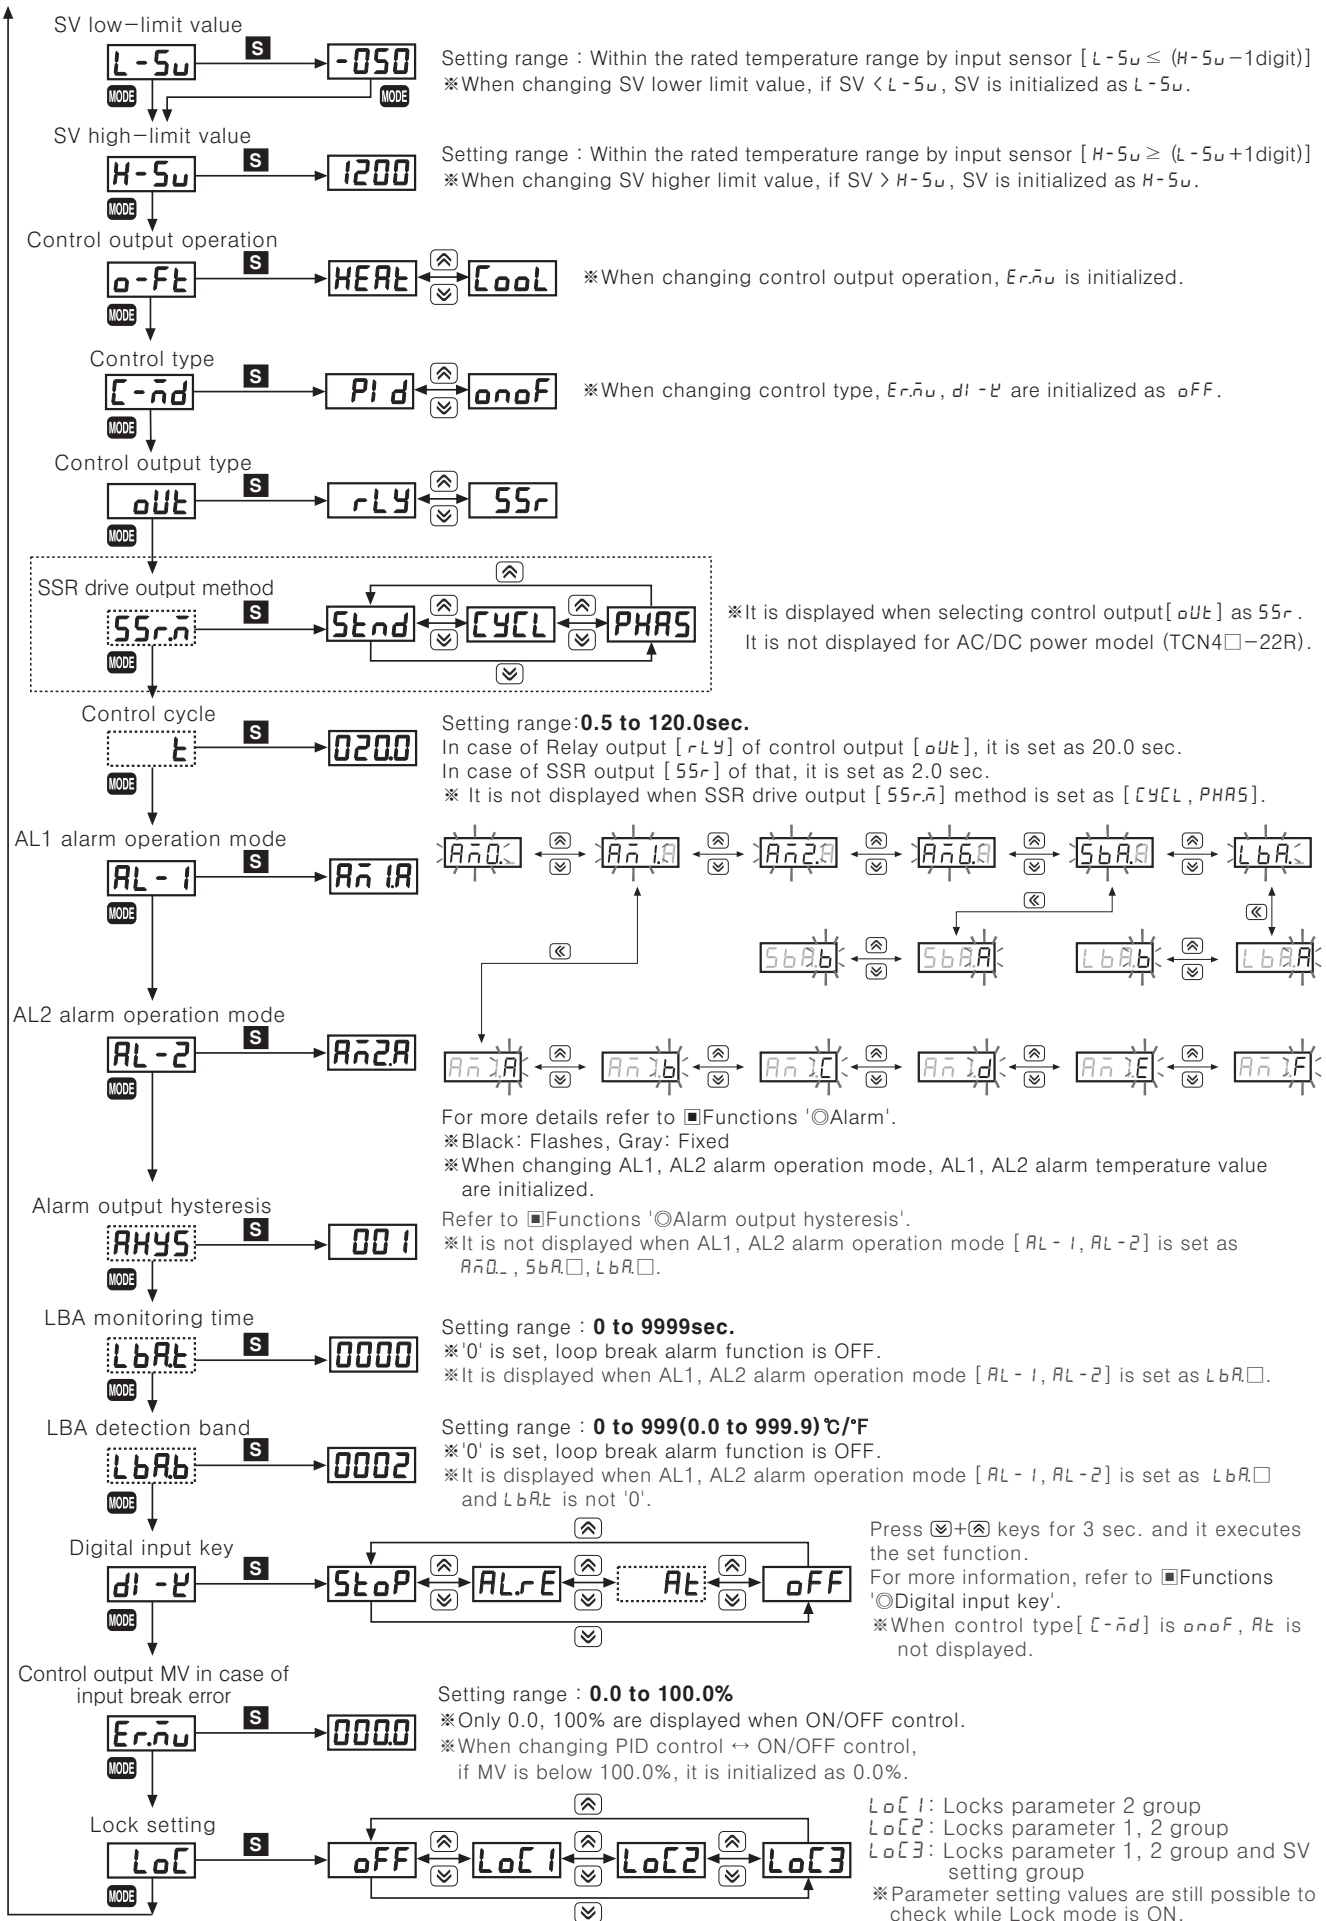 SV low-limit value
L-Sv S -050
MODE MODE
Setting range : Within the rated temperature range by input sensor [ L-Sv ≤ (H-Sv-1digit)]
※When changing SV lower limit value, if SV < L-Sv, SV is initialized as L-Sv.
SV high-limit value
H-Sv S 1200
MODE
Setting range : Within the rated temperature range by input sensor [ H-Sv ≥ (L-Sv+1digit)]
※When changing SV higher limit value, if SV > H-Sv, SV is initialized as H-Sv.
Control output operation
o-Ft S HEAt CooL
MODE
※When changing control output operation, Er.mv is initialized.
Control type
C-md S PI d onoF
MODE
※When changing control type, Er.mv, dI-k are initialized as oFF.
Control output type
oUt S rLY SSr
MODE
SSR drive output method
SSr.m S Stnd CYCL PHAS
MODE
※It is displayed when selecting control output[ oUt ] as SSr.
It is not displayed for AC/DC power model (TCN4□-22R).
Control cycle
t S 020.0
MODE
Setting range:0.5 to 120.0sec.
In case of Relay output [ rLY ] of control output [ oUt ], it is set as 20.0 sec.
In case of SSR output [ SSr ] of that, it is set as 2.0 sec.
※ It is not displayed when SSR drive output [ SSr.m ] method is set as [ CYCL, PHAS ].
AL1 alarm operation mode
AL-1 S Am1.A
MODE
Am0._ Am1.A Am2.A Am6.A SbA.A LbA._
SbA.b SbA.A LbA.b LbA.A
AL2 alarm operation mode
AL-2 S Am2.A
MODE
Am1.A Am1.b Am1.C Am1.d Am1.E Am1.F
For more details refer to ▣Functions '◎Alarm'.
※Black: Flashes, Gray: Fixed
※When changing AL1, AL2 alarm operation mode, AL1, AL2 alarm temperature value
are initialized.
Alarm output hysteresis
AHYS S 001
MODE
Refer to ▣Functions '◎Alarm output hysteresis'.
※It is not displayed when AL1, AL2 alarm operation mode [ AL-1, AL-2 ] is set as
Am0._, SbA.□, LbA.□.
LBA monitoring time
LbA.t S 0000
MODE
Setting range : 0 to 9999sec.
※'0' is set, loop break alarm function is OFF.
※It is displayed when AL1, AL2 alarm operation mode [ AL-1, AL-2 ] is set as LbA.□.
LBA detection band
LbA.b S 0002
MODE
Setting range : 0 to 999(0.0 to 999.9)℃/℉
※'0' is set, loop break alarm function is OFF.
※It is displayed when AL1, AL2 alarm operation mode [ AL-1, AL-2 ] is set as LbA.□
and LbA.t is not '0'.
Digital input key
dI-k S StoP AL.rE At oFF
MODE
Press ⨈+⨇ keys for 3 sec. and it executes
the set function.
For more information, refer to ▣Functions
'◎Digital input key'.
※When control type[ C-md ] is onoF, At is
not displayed.
Control output MV in case of
input break error
Er.mv S 000.0
MODE
Setting range : 0.0 to 100.0%
※Only 0.0, 100% are displayed when ON/OFF control.
※When changing PID control ↔ ON/OFF control,
if MV is below 100.0%, it is initialized as 0.0%.
Lock setting
LoC S oFF LoC1 LoC2 LoC3
MODE
LoC1: Locks parameter 2 group
LoC2: Locks parameter 1, 2 group
LoC3: Locks parameter 1, 2 group and SV
setting group
※Parameter setting values are still possible to
check while Lock mode is ON.